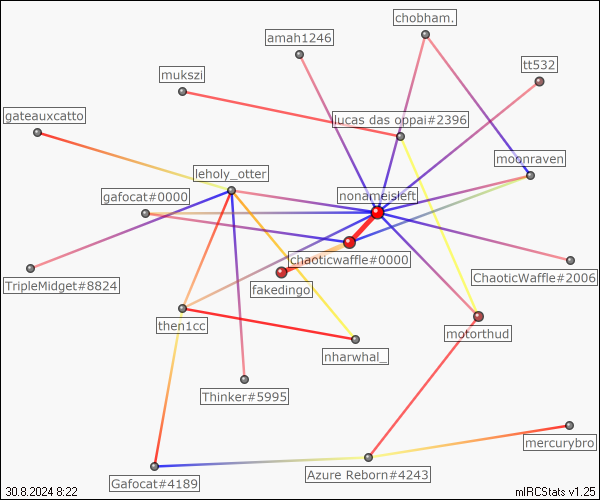 chobham.
amah1246
tt532
mukszi
gateauxcatto
lucas das oppai#2396
moonraven
leholy_otter
gafocat#0000
nonameisleft
chaoticwaffle#0000
ChaoticWaffle#2006
TripleMidget#8824
fakedingo
then1cc
motorthud
nharwhal_
Thinker#5995
mercurybro
Azure Reborn#4243
Gafocat#4189
30.8.2024 8:22
mIRCStats v1.25